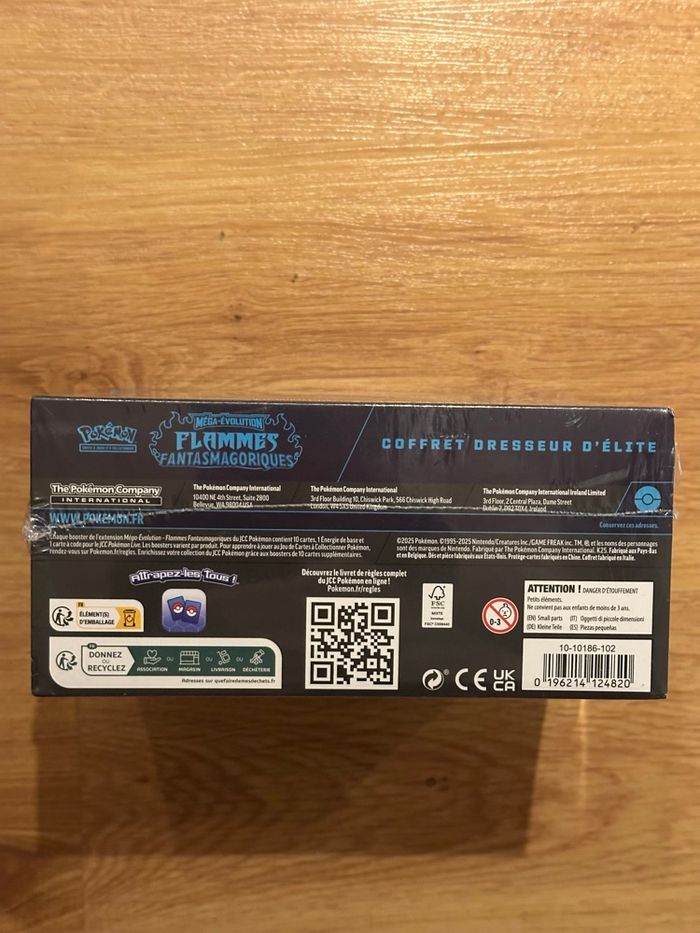 Pokémon
MÉGA-ÉVOLUTION
FLAMMES
FANTASMAGORIQUES
COFFRET DRESSEUR D'ÉLITE
The Pokémon Company
INTERNATIONAL
WWW.POKEMON.FR
The Pokémon Company International
10400 NE 4th Street, Suite 2800
Bellevue, WA 98004 USA
The Pokémon Company International
3rd Floor Building 10, Chiswick Park, 566 Chiswick High Road
London, W4 5XS United Kingdom
The Pokémon Company International Ireland Limited
3rd Floor, 2 Central Plaza, Dame Street
Dublin 7, D02 T0X4, Ireland
Conservez ces adresses.
Chaque booster de l'extension Méga-Évolution - Flammes Fantasmagoriques du JCC Pokémon contient 10 cartes, 1 Énergie de base et
1 carte à code pour le JCC Pokémon Live. Les boosters varient par produit. Pour apprendre à jouer au Jeu de Cartes à Collectionner Pokémon,
rendez-vous sur Pokemon.fr/regles. Enrichissez votre collection du JCC Pokémon grâce aux boosters de 10 cartes supplémentaires.
©2025 Pokémon. ©1995-2025 Nintendo/Creatures Inc./GAME FREAK inc. TM, ®, et les noms des personnages
sont des marques de Nintendo. Fabriqué par The Pokémon Company International. K25. Fabriqué aux Pays-Bas
et en Belgique. Dés et pièce fabriqués aux États-Unis. Protège-cartes fabriqués en Chine. Coffret fabriqué en Italie.
Attrapez-les Tous !
Découvrez le livret de règles complet
du JCC Pokémon en ligne !
Pokemon.fr/regles
FR
ÉLÉMENT(S)
D'EMBALLAGE
FR
DONNEZ
OU
RECYCLEZ
ASSOCIATION
OU
MAGASIN
OU
LIVRAISON
OU
DÉCHÈTERIE
Adresses sur quefairedemesdechets.fr
FSC
MIXTE
Emballage
FSC® C008440
0-3
CE
UK
CA
ATTENTION ! DANGER D'ÉTOUFFEMENT
Petits éléments.
Ne convient pas aux enfants de moins de 3 ans.
(EN) Small parts (IT) Oggetti di piccole dimensioni
(DE) Kleine Teile (ES) Piezas pequeñas
10-10186-102
0 196214 124820